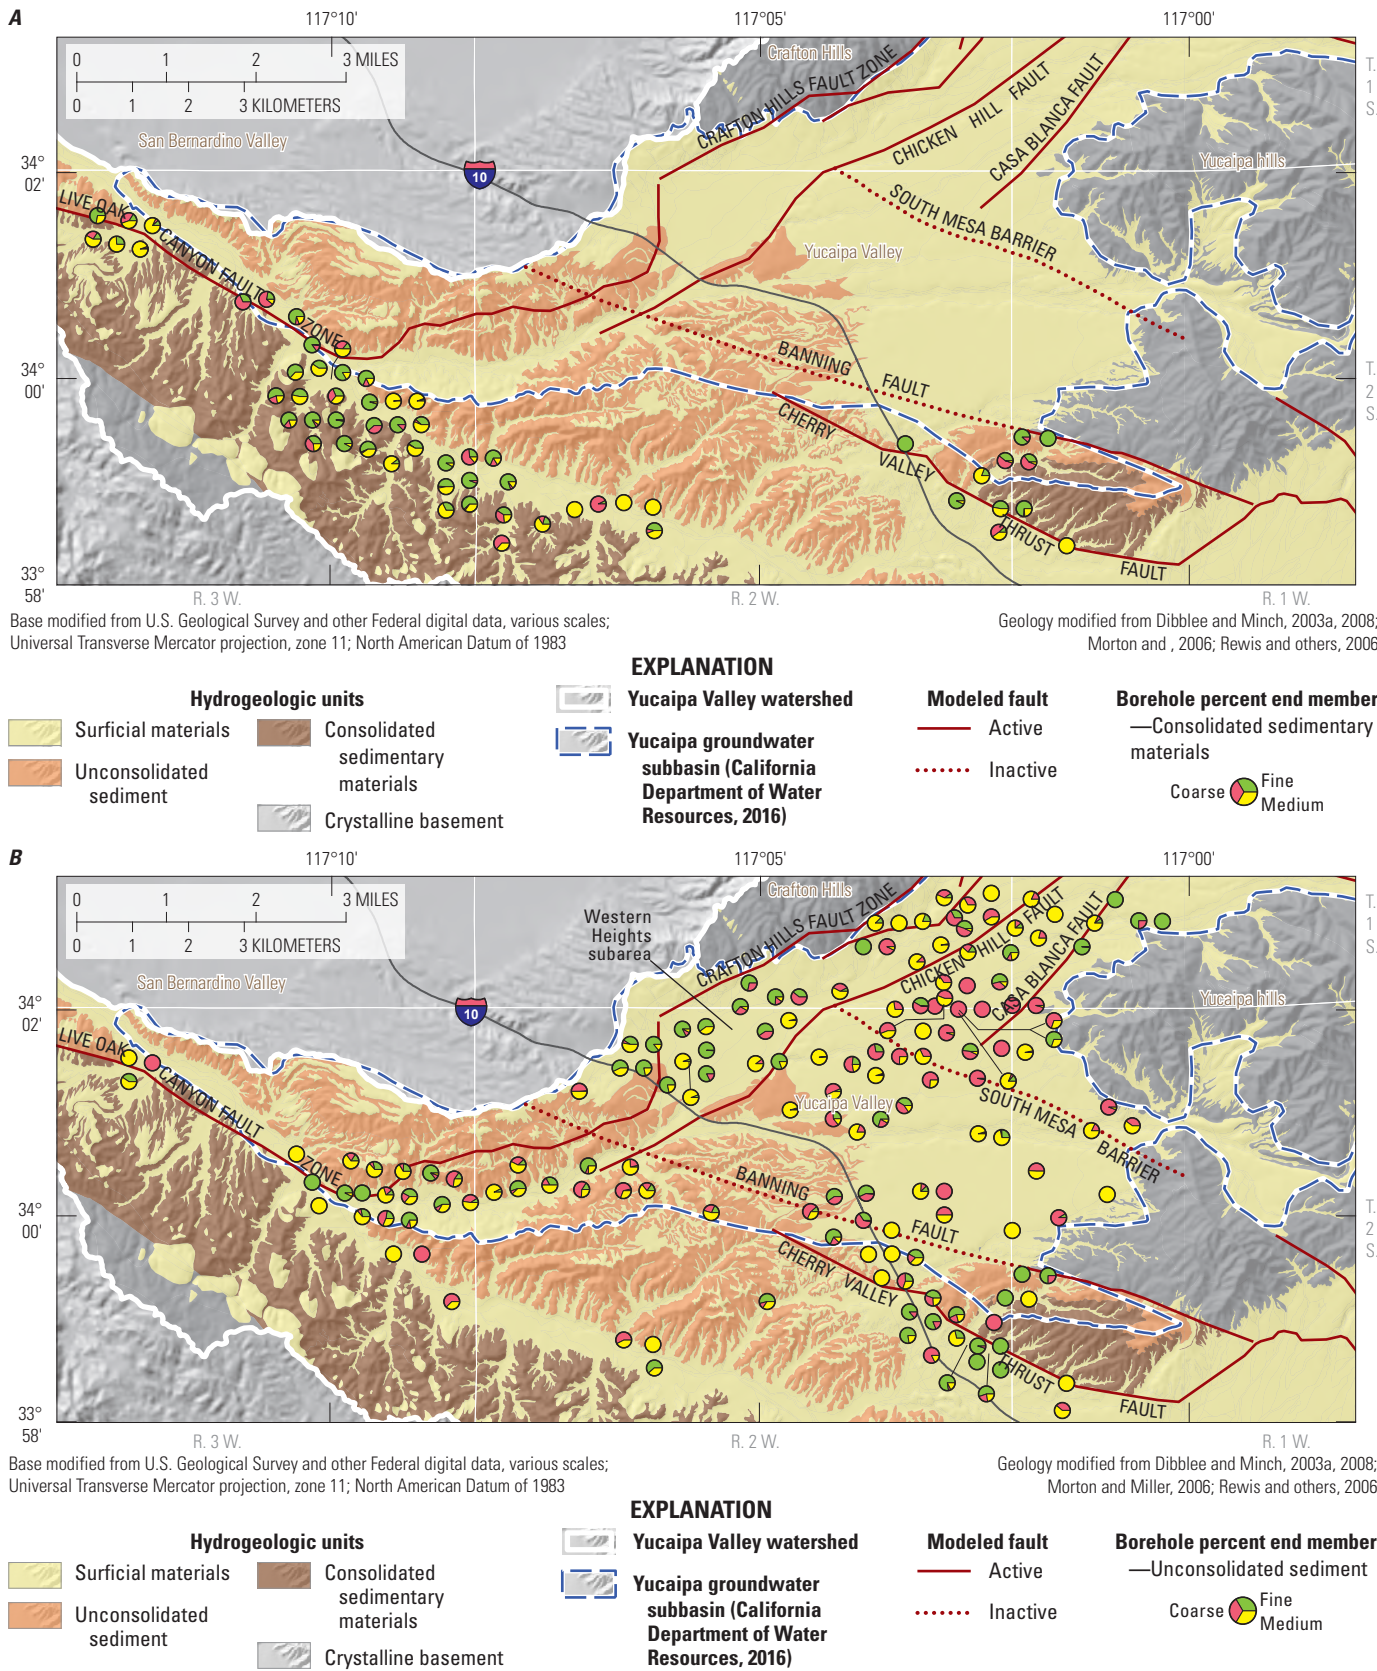 A
117°10'
117°05'
117°00'
0 1 2 3 MILES
0 1 2 3 KILOMETERS
Crafton Hills
CRAFTON HILLS FAULT ZONE
CHICKEN HILL FAULT
CASA BLANCA FAULT
T.
1
S.
San Bernardino Valley
10
Yucaipa hills
34°
02'
LIVE OAK
CANYON FAULT
ZONE
SOUTH MESA BARRIER
Yucaipa Valley
34°
00'
BANNING
FAULT
T.
2
S.
CHERRY
VALLEY
THRUST
FAULT
33°
58'
R. 3 W.
R. 2 W.
R. 1 W.
Base modified from U.S. Geological Survey and other Federal digital data, various scales;
Universal Transverse Mercator projection, zone 11; North American Datum of 1983
Geology modified from Dibblee and Minch, 2003a, 2008;
Morton and , 2006; Rewis and others, 2006
EXPLANATION
Hydrogeologic units
Surficial materials
Unconsolidated
sediment
Consolidated
sedimentary
materials
Crystalline basement
Yucaipa Valley watershed
Yucaipa groundwater
subbasin (California
Department of Water
Resources, 2016)
Modeled fault
Active
Inactive
Borehole percent end member
—Consolidated sedimentary
materials
Coarse
Fine
Medium
B
117°10'
117°05'
117°00'
0 1 2 3 MILES
0 1 2 3 KILOMETERS
Crafton Hills
Western
Heights
subarea
CRAFTON HILLS FAULT ZONE
CHICKEN HILL FAULT
CASA BLANCA FAULT
T.
1
S.
San Bernardino Valley
10
Yucaipa hills
34°
02'
LIVE OAK
CANYON FAULT
ZONE
Yucaipa Valley
SOUTH MESA
BARRIER
34°
00'
BANNING
FAULT
T.
2
S.
CHERRY VALLEY
THRUST
FAULT
33°
58'
R. 3 W.
R. 2 W.
R. 1 W.
Base modified from U.S. Geological Survey and other Federal digital data, various scales;
Universal Transverse Mercator projection, zone 11; North American Datum of 1983
Geology modified from Dibblee and Minch, 2003a, 2008;
Morton and Miller, 2006; Rewis and others, 2006
EXPLANATION
Hydrogeologic units
Surficial materials
Unconsolidated
sediment
Consolidated
sedimentary
materials
Crystalline basement
Yucaipa Valley watershed
Yucaipa groundwater
subbasin (California
Department of Water
Resources, 2016)
Modeled fault
Active
Inactive
Borehole percent end member
—Unconsolidated sediment
Coarse
Fine
Medium